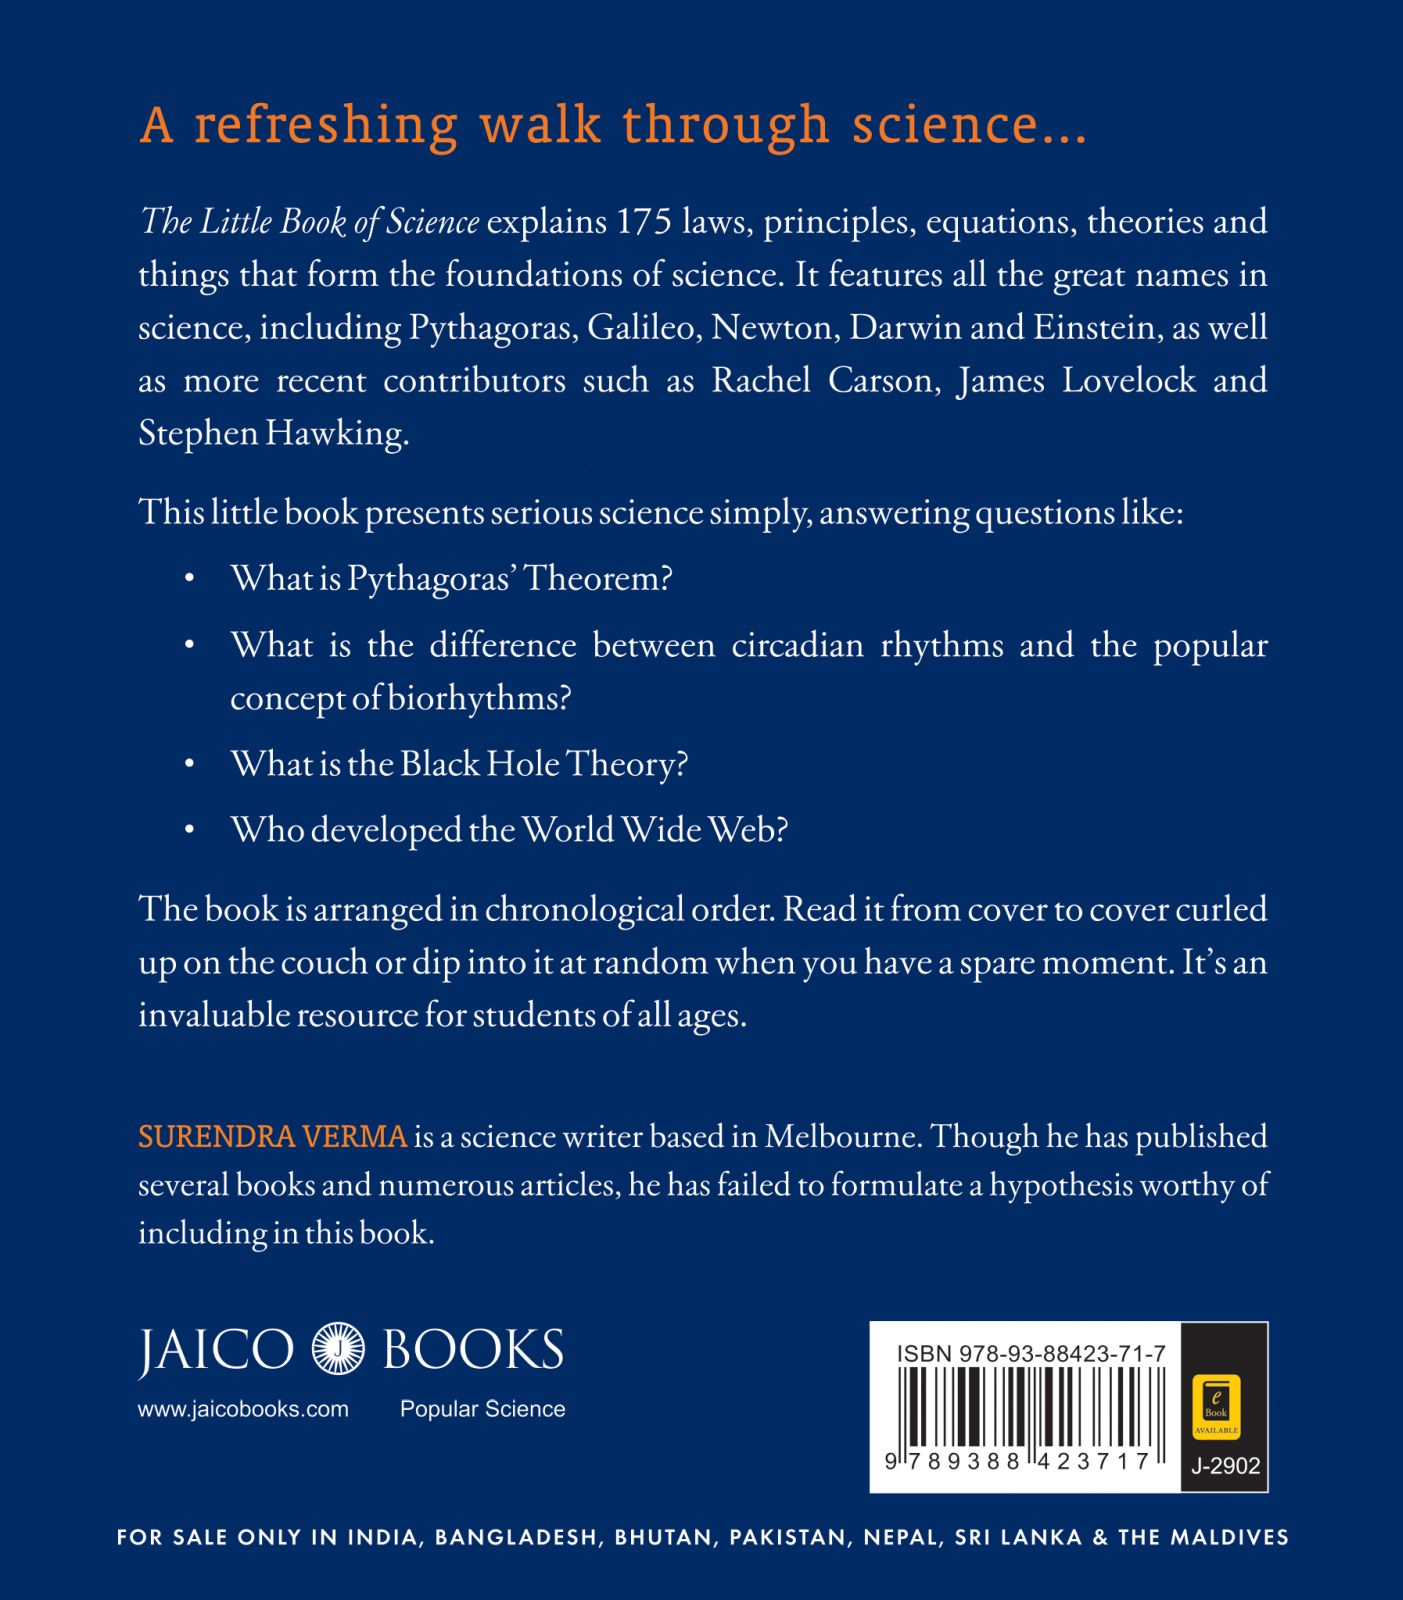 A refreshing walk through science...
The Little Book of Science explains 175 laws, principles, equations, theories and
things that form the foundations of science. It features all the great names in
science, including Pythagoras, Galileo, Newton, Darwin and Einstein, as well
as more recent contributors such as Rachel Carson, James Lovelock and
Stephen Hawking.
This little book presents serious science simply, answering questions like:
• What is Pythagoras’ Theorem?
• What is the difference between circadian rhythms and the popular
concept of biorhythms?
• What is the Black Hole Theory?
• Who developed the World Wide Web?
The book is arranged in chronological order. Read it from cover to cover curled
up on the couch or dip into it at random when you have a spare moment. It’s an
invaluable resource for students of all ages.
SURENDRA VERMA is a science writer based in Melbourne. Though he has published
several books and numerous articles, he has failed to formulate a hypothesis worthy of
including in this book.
JAICO J BOOKS
www.jaicobooks.com Popular Science
ISBN 978-93-88423-71-7
9 789388 423717
e
Book
AVAILABLE
J-2902
FOR SALE ONLY IN INDIA, BANGLADESH, BHUTAN, PAKISTAN, NEPAL, SRI LANKA & THE MALDIVES